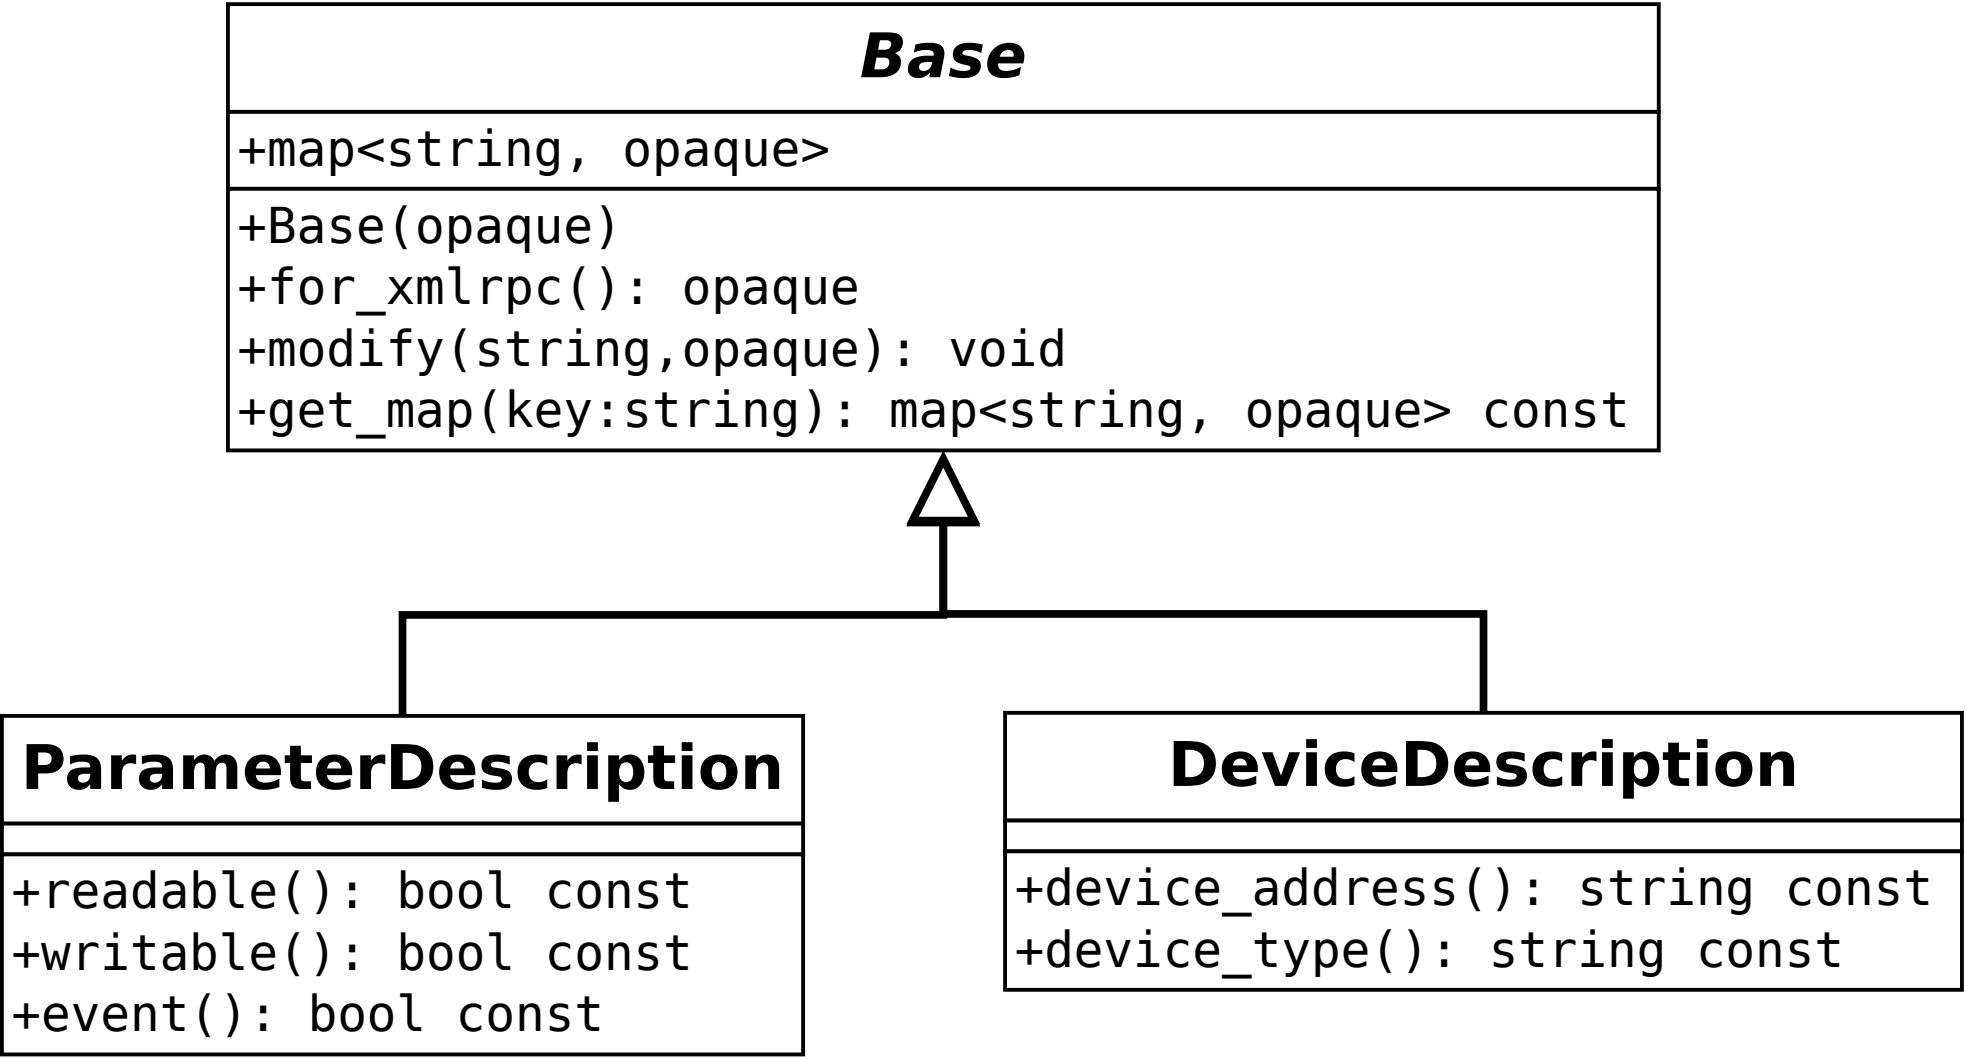 Base
+map<string, opaque>
+Base(opaque)
+for_xmlrpc(): opaque
+modify(string,opaque): void
+get_map(key:string): map<string, opaque> const
ParameterDescription
+readable(): bool const
+writable(): bool const
+event(): bool const
DeviceDescription
+device_address(): string const
+device_type(): string const